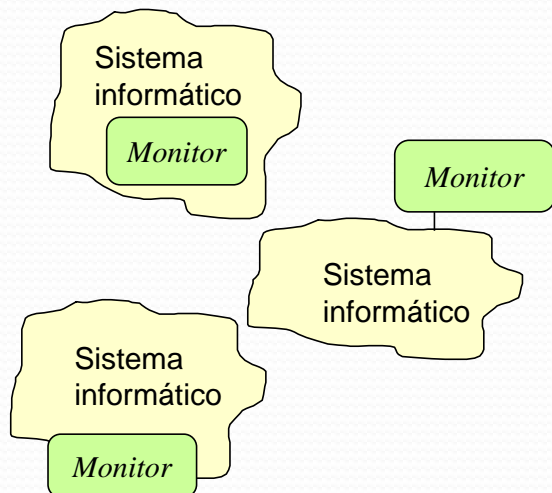 Sistema
informático
Monitor
Monitor
Sistema
informático
Sistema
informático
Monitor